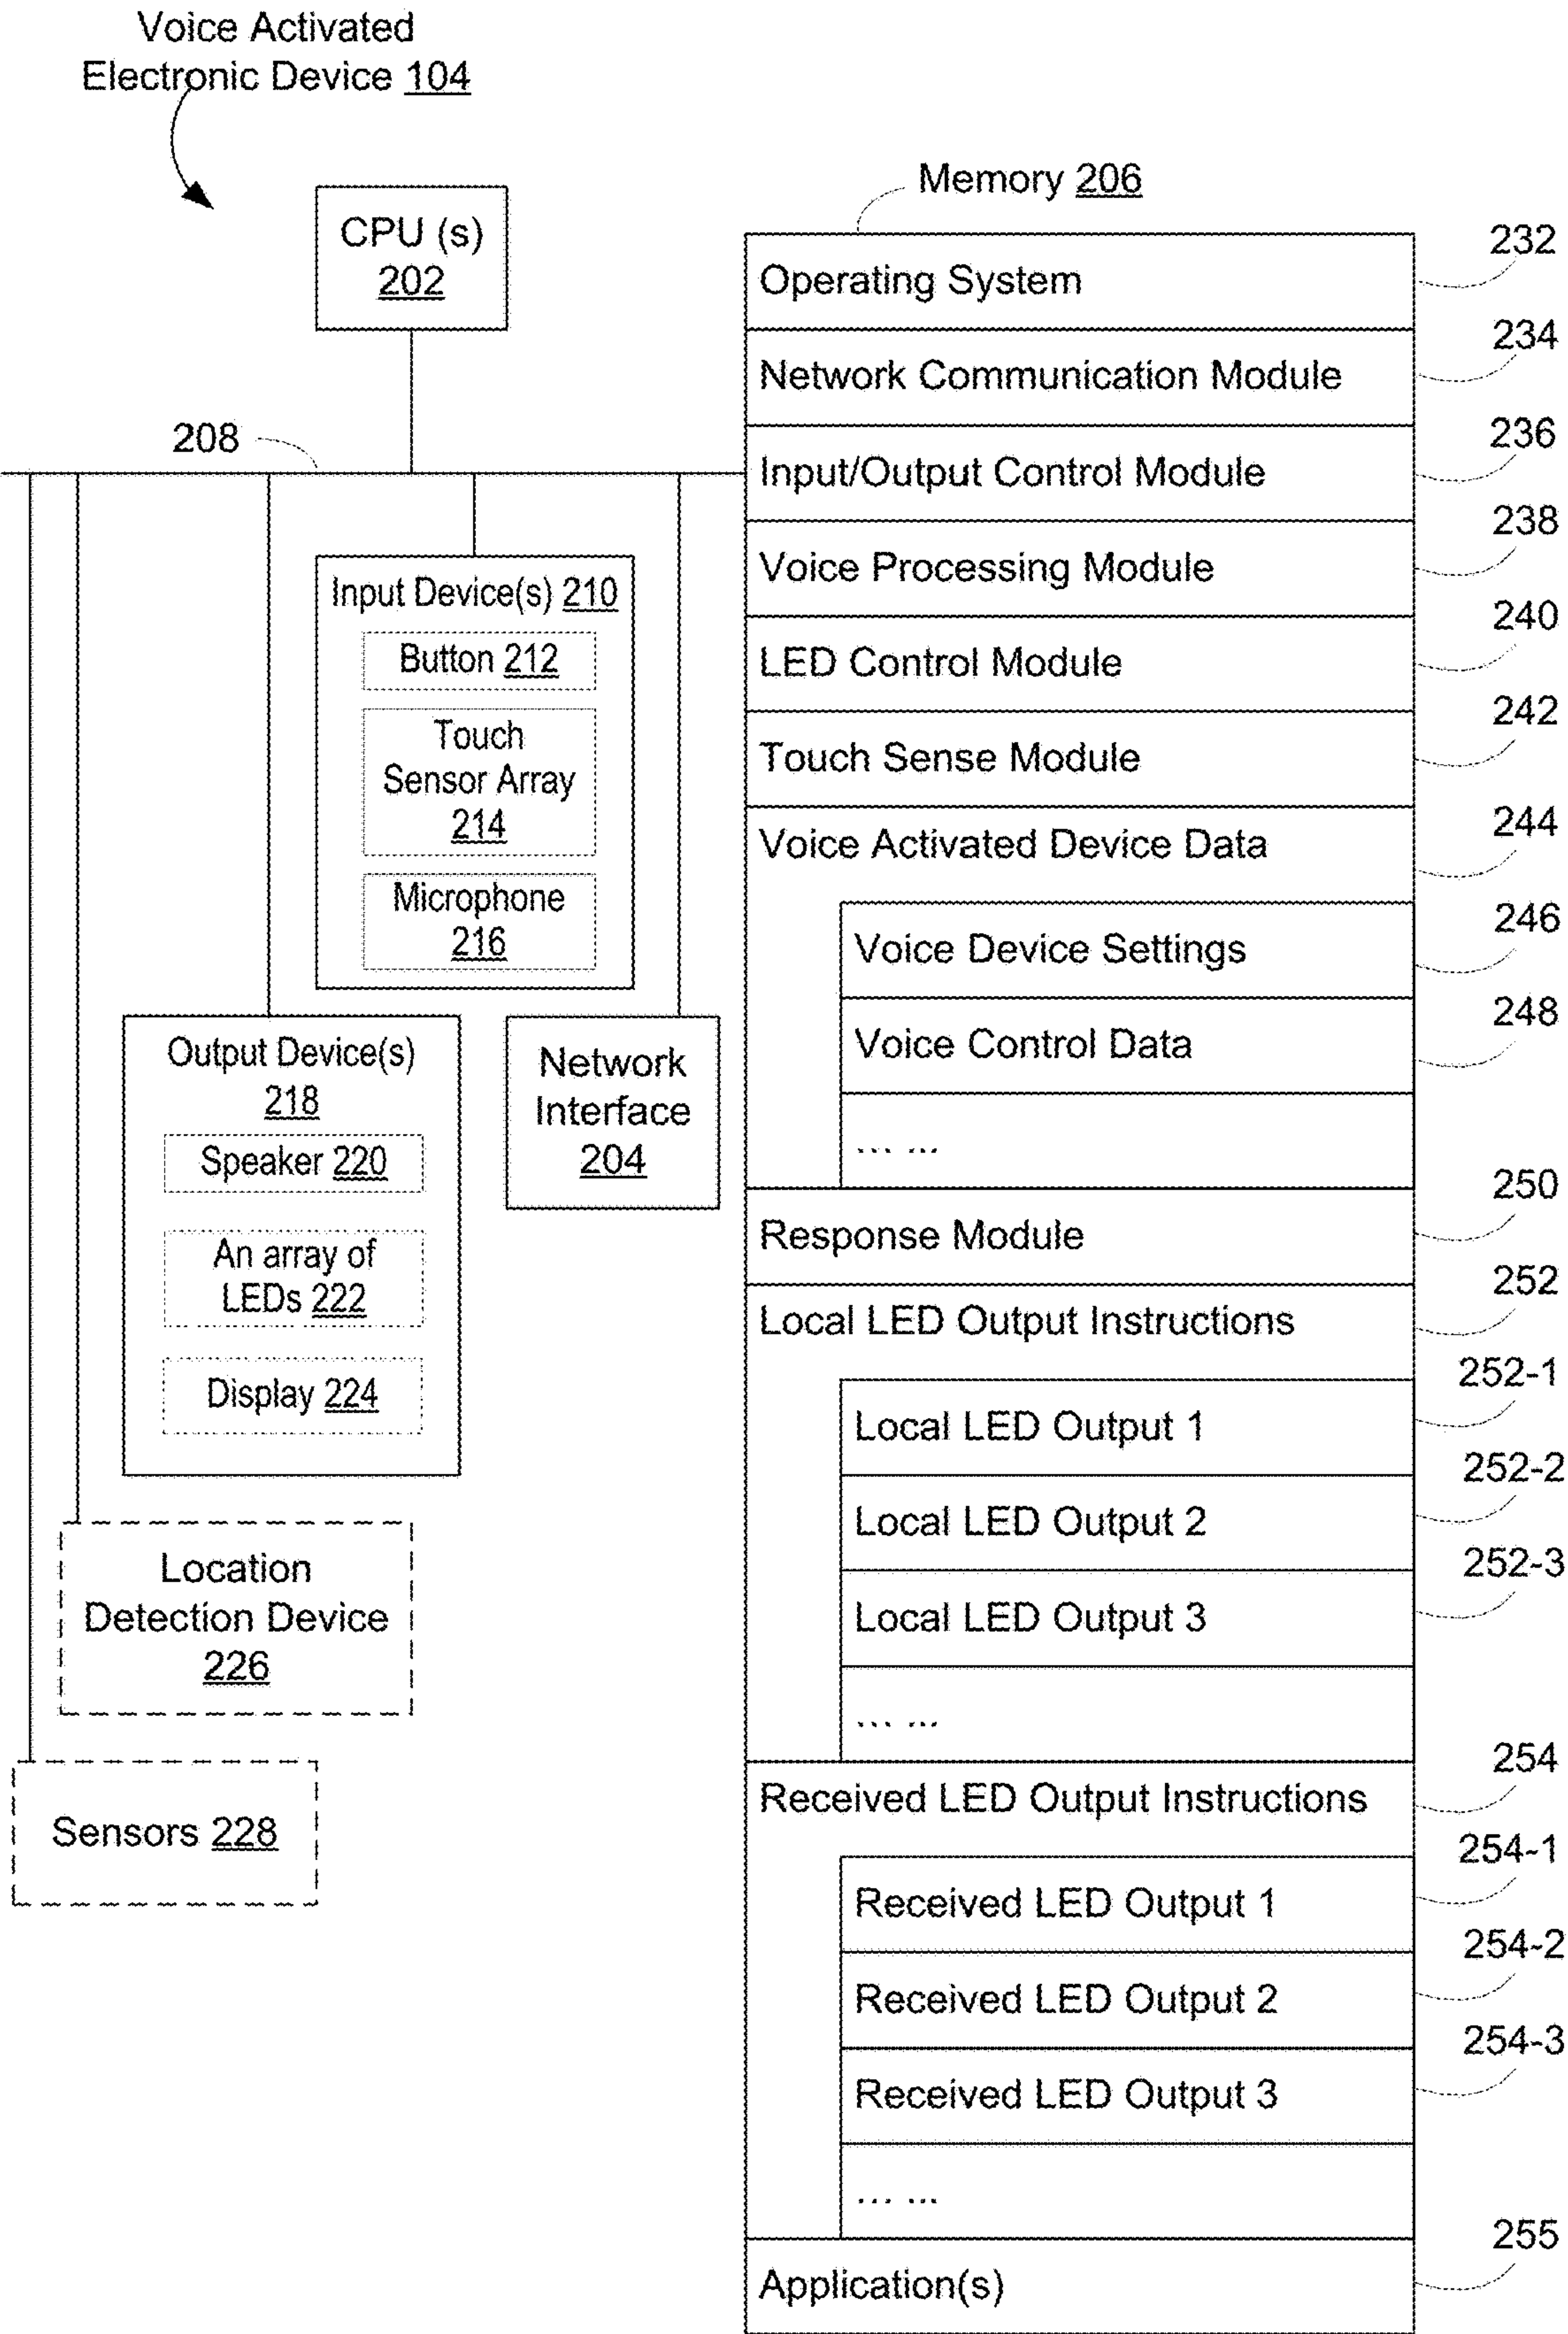 Voice Activated
Electronic Device 104
CPU (s)
202
208
Input Device(s) 210
Button 212
Touch
Sensor Array
214
Microphone
216
Output Device(s)
218
Speaker 220
An array of
LEDs 222
Display 224
Network
Interface
204
Location
Detection Device
226
Sensors 228
Memory 206
Operating System
232
Network Communication Module
234
Input/Output Control Module
236
Voice Processing Module
238
LED Control Module
240
Touch Sense Module
242
Voice Activated Device Data
244
Voice Device Settings
246
Voice Control Data
248
... ...
Response Module
250
Local LED Output Instructions
252
Local LED Output 1
252-1
Local LED Output 2
252-2
Local LED Output 3
252-3
... ...
Received LED Output Instructions
254
Received LED Output 1
254-1
Received LED Output 2
254-2
Received LED Output 3
254-3
... ...
Application(s)
255